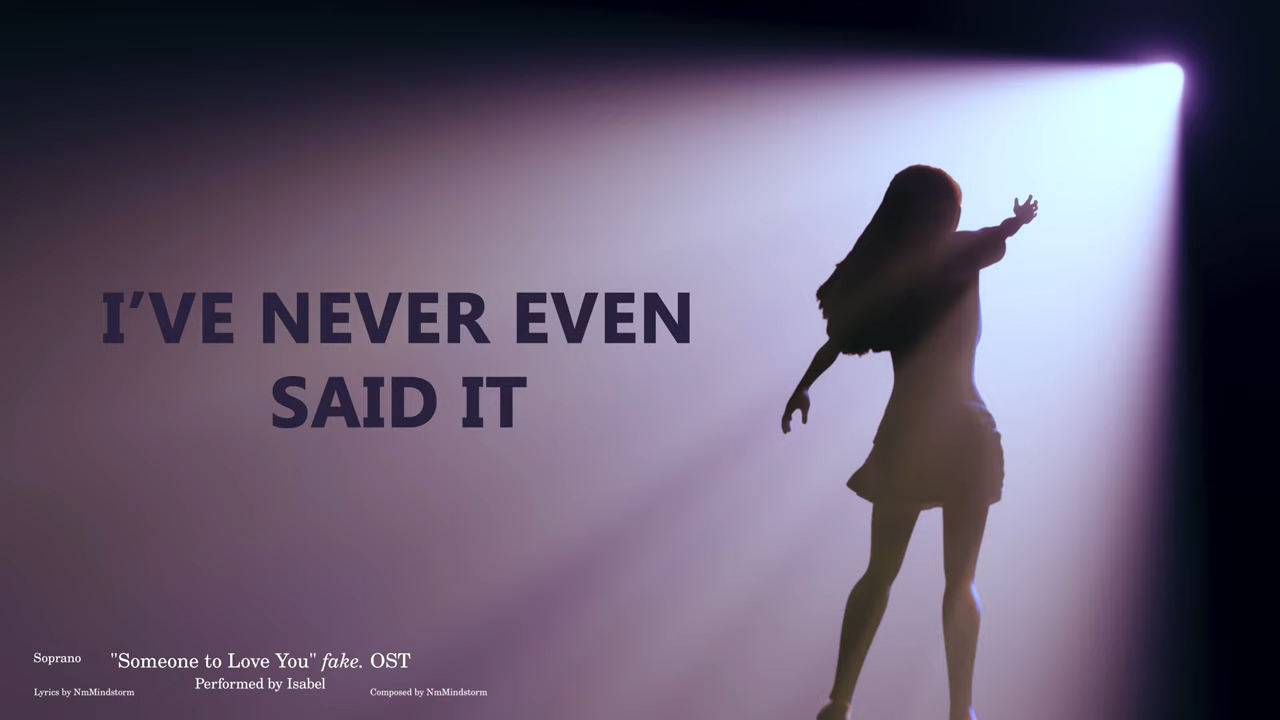 I’VE NEVER EVEN
SAID IT
Soprano
"Someone to Love You" fake. OST
Performed by Isabel
Lyrics by NmMindstorm
Composed by NmMindstorm